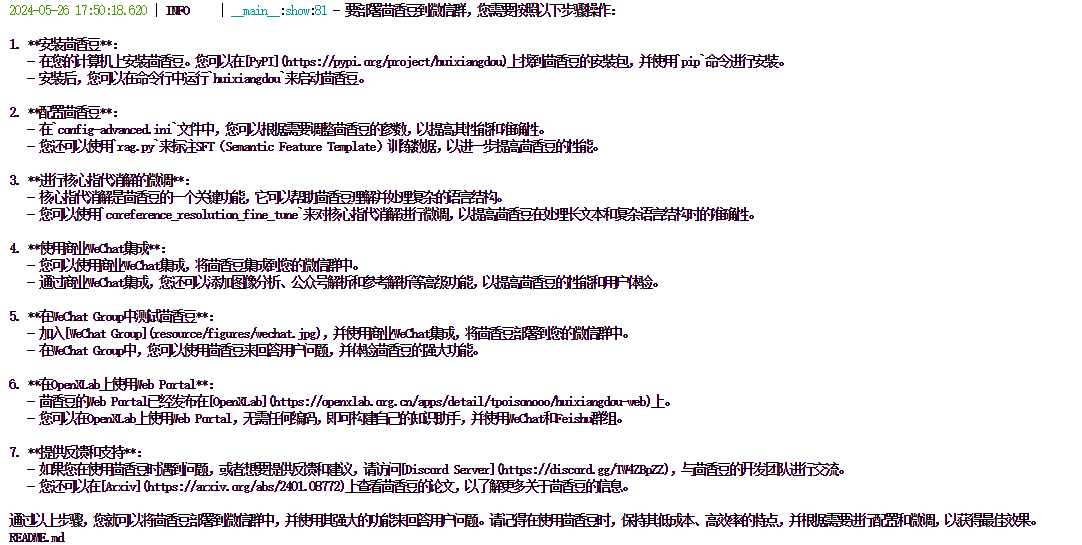 2024-05-26 17:50:18.620 | INFO     | __main__:show:81 - 要部署茴香豆到微信群，您需要按照以下步骤操作：
1. **安装茴香豆**：
- 在您的计算机上安装茴香豆。您可以在[PyPI](https://pypi.org/project/huixiangdou)上找到茴香豆的安装包，并使用`pip`命令进行安装。
- 安装后，您可以在命令行中运行`huixiangdou`来启动茴香豆。
2. **配置茴香豆**：
- 在`config-advanced.ini`文件中，您可以根据需要调整茴香豆的参数，以提高其性能和准确性。
- 您还可以使用`rag.py`来标注SFT（Semantic Feature Template）训练数据，以进一步提高茴香豆的性能。
3. **进行核心指代消解的微调**：
- 核心指代消解是茴香豆的一个关键功能，它可以帮助茴香豆理解并处理复杂的语言结构。
- 您可以使用`coreference_resolution_fine_tune`来对核心指代消解进行微调，以提高茴香豆在处理长文本和复杂语言结构时的准确性。
4. **使用商业WeChat集成**：
- 您可以使用商业WeChat集成，将茴香豆集成到您的微信群中。
- 通过商业WeChat集成，您还可以添加图像分析、公众号解析和参考解析等高级功能，以提高茴香豆的性能和用户体验。
5. **在WeChat Group中测试茴香豆**：
- 加入[WeChat Group](resource/figures/wechat.jpg)，并使用商业WeChat集成，将茴香豆部署到您的微信群中。
- 在WeChat Group中，您可以使用茴香豆来回答用户问题，并体验茴香豆的强大功能。
6. **在OpenXLab上使用Web Portal**：
- 茴香豆的Web Portal已经发布在[OpenXLab](https://openxlab.org.cn/apps/detail/tpoisonooo/huixiangdou-web)上。
- 您可以在OpenXLab上使用Web Portal，无需任何编码，即可构建自己的知识助手，并使用WeChat和Feishu群组。
7. **提供反馈和支持**：
- 如果您在使用茴香豆时遇到问题，或者想要提供反馈和建议，请访问[Discord Server](https://discord.gg/TW4ZBpZZ)，与茴香豆的开发团队进行交流。
- 您还可以在[Arxiv](https://arxiv.org/abs/2401.08772)上查看茴香豆的论文，以了解更多关于茴香豆的信息。
通过以上步骤，您就可以将茴香豆部署到微信群中，并使用其强大的功能来回答用户问题。请记得在使用茴香豆时，保持其低成本、高效率的特点，并根据需要进行配置和微调，以获得最佳效果。
README.md